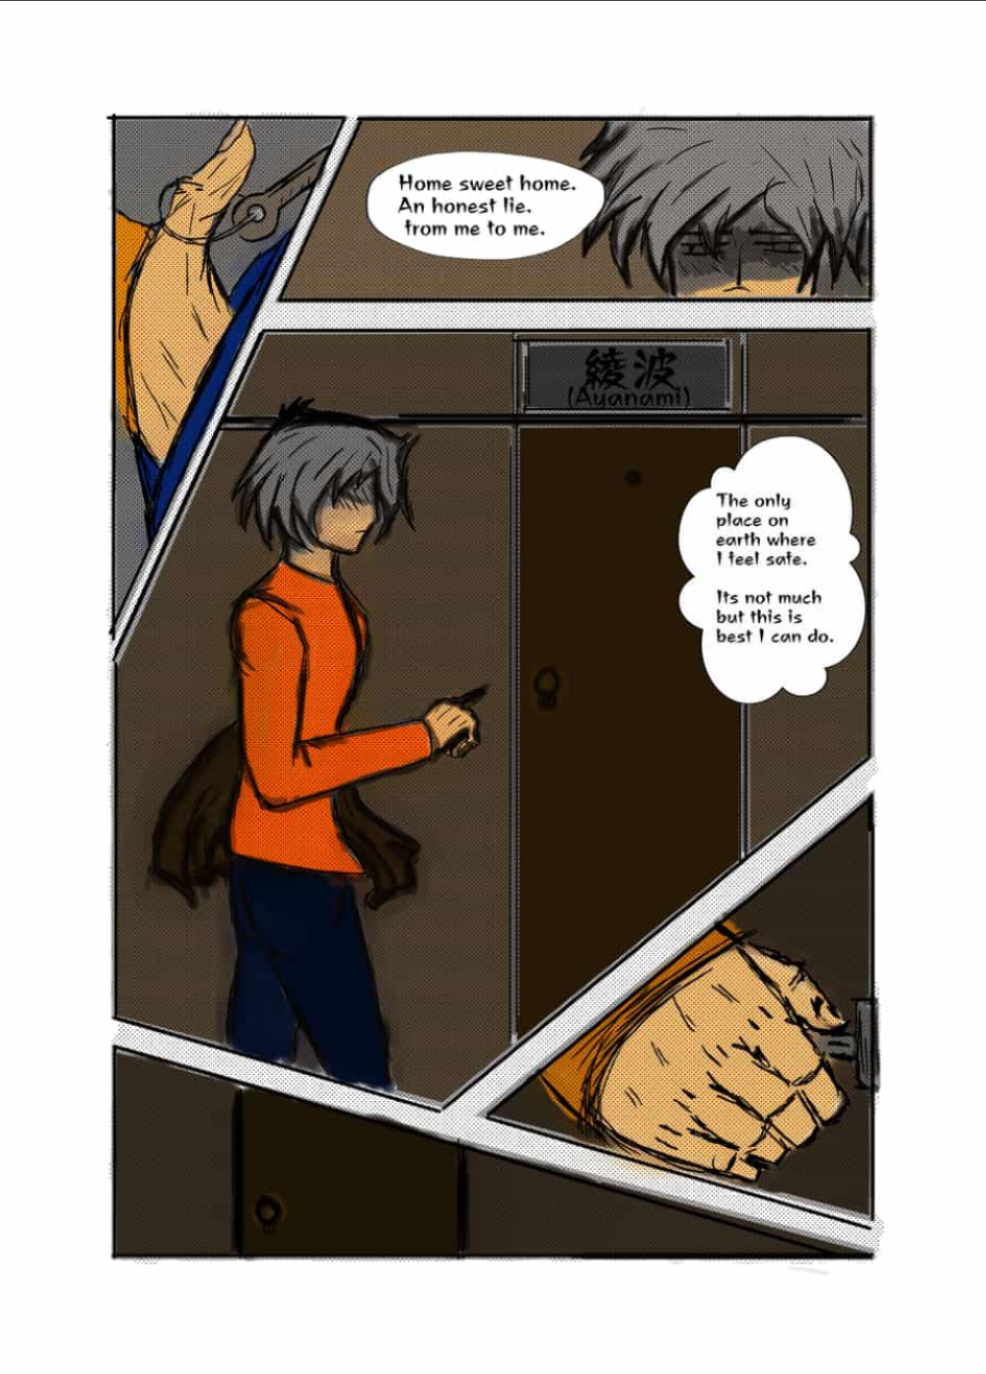 Home sweet home.
An honest lie.
from me to me.
綾波
(Ayanami)
The only
place on
earth where
I feel safe.
Its not much
but this is
best I can do.